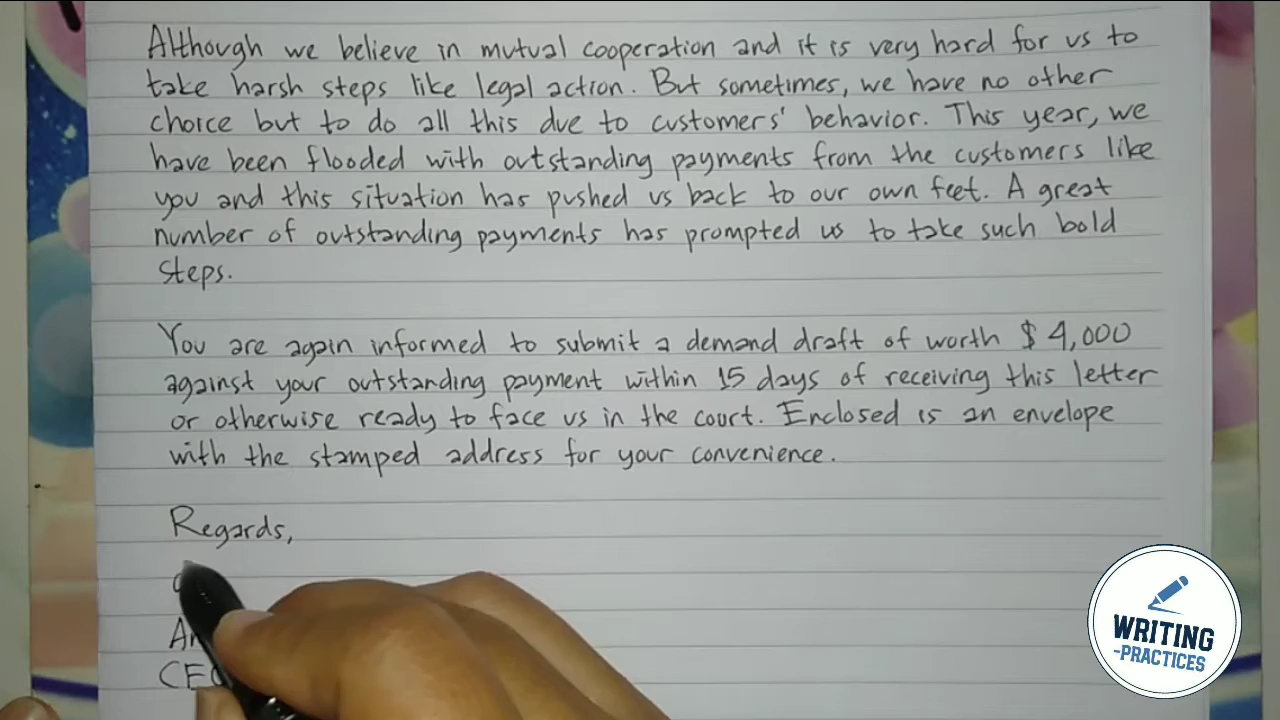 Although we believe in mutual cooperation and it is very hard for us to
take harsh steps like legal action. But sometimes, we have no other
choice but to do all this due to customers' behavior. This year, we
have been flooded with outstanding payments from the customers like
you and this situation has pushed us back to our own feet. A great
number of outstanding payments has prompted us to take such bold
steps.
You are again informed to submit a demand draft of worth $ 4,000
against your outstanding payment within 15 days of receiving this letter
or otherwise ready to face us in the court. Enclosed is an envelope
with the stamped address for your convenience.
Regards,
WRITING
-PRACTICES